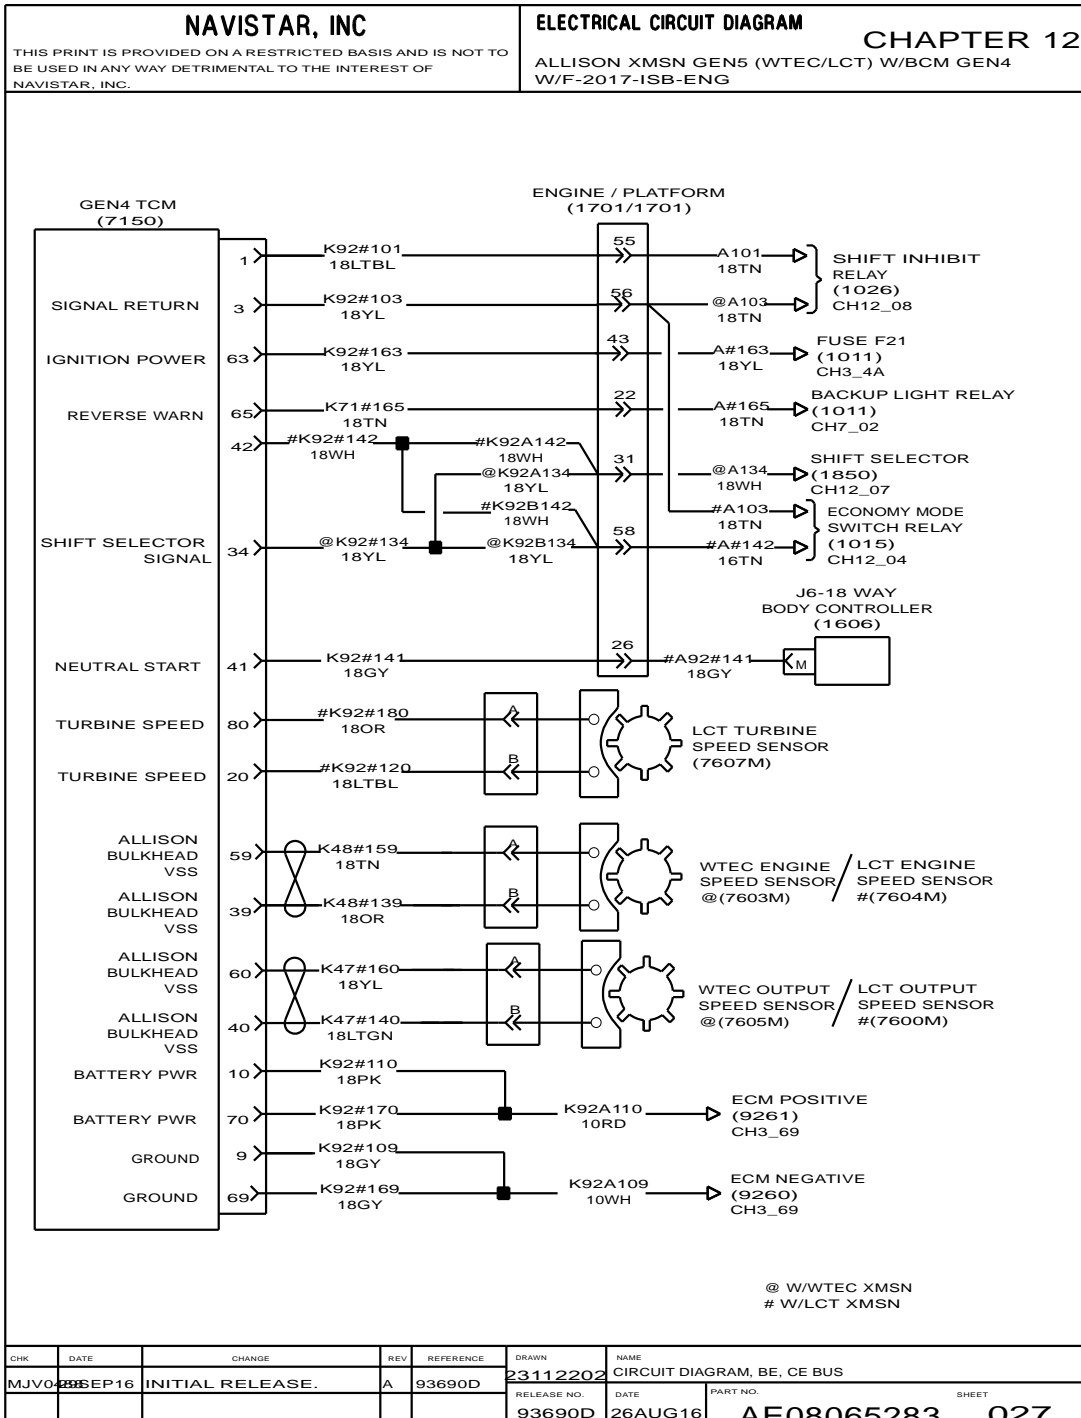 NAVISTAR, INC
THIS PRINT IS PROVIDED ON A RESTRICTED BASIS AND IS NOT TO
BE USED IN ANY WAY DETRIMENTAL TO THE INTEREST OF
NAVISTAR, INC.
ELECTRICAL CIRCUIT DIAGRAM
CHAPTER 12
ALLISON XMSN GEN5 (WTEC/LCT) W/BCM GEN4
W/F-2017-ISB-ENG
GEN4 TCM
(7150)
ENGINE / PLATFORM
(1701/1701)
1
K92#101
18LTBL
55
A101
18TN
SHIFT INHIBIT
RELAY
(1026)
CH12_08
SIGNAL RETURN
3
K92#103
18YL
56
@A103
18TN
IGNITION POWER
63
K92#163
18YL
43
A#163
18YL
FUSE F21
(1011)
CH3_4A
REVERSE WARN
65
K71#165
18TN
22
A#165
18TN
BACKUP LIGHT RELAY
(1011)
CH7_02
42
#K92#142
18WH
#K92A142
18WH
31
@K92A134
18YL
@A134
18WH
SHIFT SELECTOR
(1850)
CH12_07
#K92B142
18WH
#A103
18TN
ECONOMY MODE
SWITCH RELAY
(1015)
CH12_04
SHIFT SELECTOR
SIGNAL
34
@K92#134
18YL
@K92B134
18YL
58
#A#142
16TN
J6-18 WAY
BODY CONTROLLER
(1606)
NEUTRAL START
41
K92#141
18GY
26
#A92#141
18GY
M
TURBINE SPEED
80
#K92#180
18OR
A
LCT TURBINE
SPEED SENSOR
(7607M)
TURBINE SPEED
20
#K92#120
18LTBL
B
ALLISON
BULKHEAD
VSS
59
K48#159
18TN
A
WTEC ENGINE
SPEED SENSOR
@(7603M)
/
LCT ENGINE
SPEED SENSOR
#(7604M)
ALLISON
BULKHEAD
VSS
39
K48#139
18OR
B
ALLISON
BULKHEAD
VSS
60
K47#160
18YL
A
WTEC OUTPUT
SPEED SENSOR
@(7605M)
/
LCT OUTPUT
SPEED SENSOR
#(7600M)
ALLISON
BULKHEAD
VSS
40
K47#140
18LTGN
B
BATTERY PWR
10
K92#110
18PK
BATTERY PWR
70
K92#170
18PK
K92A110
10RD
ECM POSITIVE
(9261)
CH3_69
GROUND
9
K92#109
18GY
GROUND
69
K92#169
18GY
K92A109
10WH
ECM NEGATIVE
(9260)
CH3_69
@ W/WTEC XMSN
# W/LCT XMSN
CHK DATE CHANGE REV REFERENCE
SEP16 INITIAL RELEASE. A 93690D
DRAWN
23112202
NAME
CIRCUIT DIAGRAM, BE, CE BUS
RELEASE NO. DATE PART NO. SHEET
93690D 26AUG16 AE08065283 027